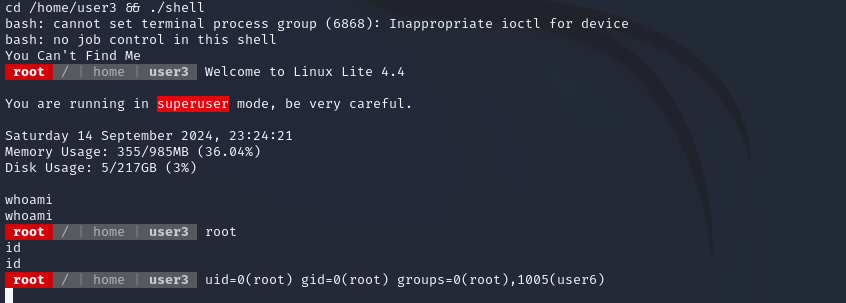 cd /home/user3 && ./shell
bash: cannot set terminal process group (6868): Inappropriate ioctl for device
bash: no job control in this shell
You Can't Find Me
root / | home | user3 Welcome to Linux Lite 4.4
You are running in superuser mode, be very careful.
Saturday 14 September 2024, 23:24:21
Memory Usage: 355/985MB (36.04%)
Disk Usage: 5/217GB (3%)
whoami
whoami
root / | home | user3 root
id
id
root / | home | user3 uid=0(root) gid=0(root) groups=0(root),1005(user6)